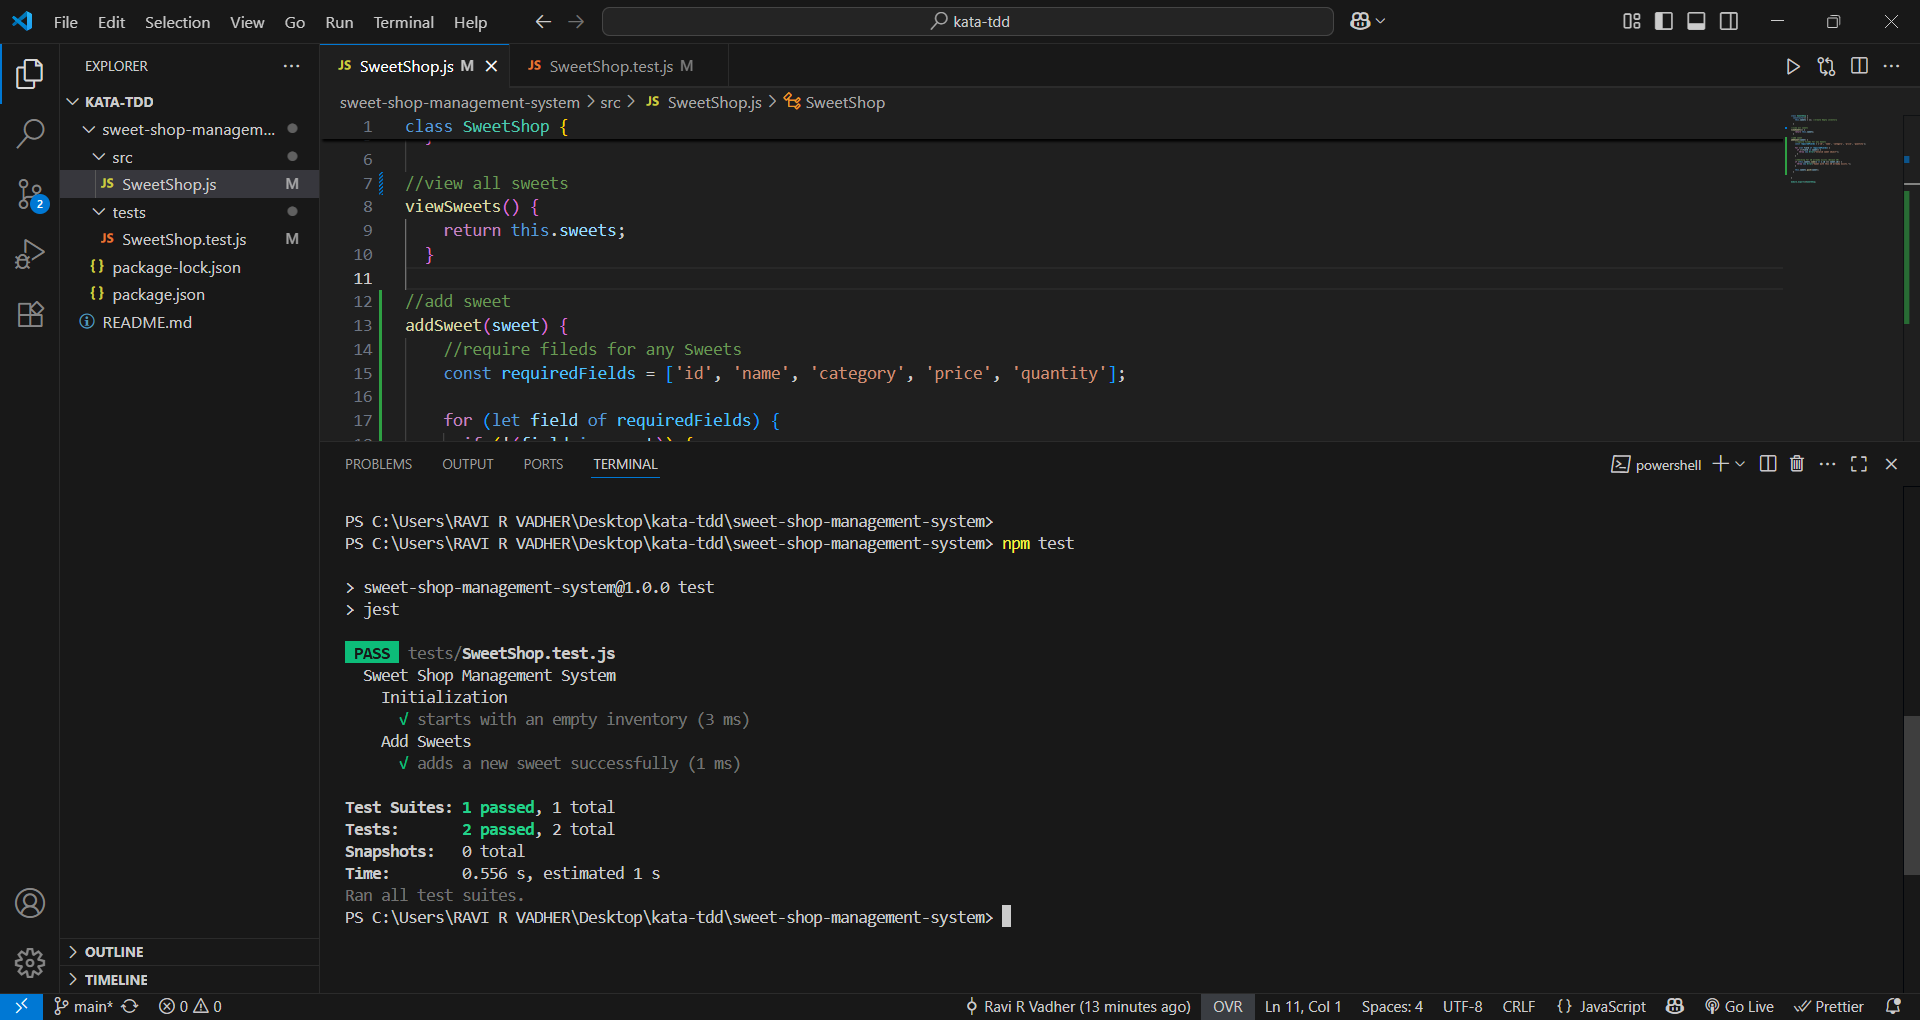 File Edit Selection View Go Run Terminal Help
kata-tdd
EXPLORER
KATA-TDD
sweet-shop-managem...
src
JS SweetShop.js M
tests
JS SweetShop.test.js M
{} package-lock.json
{} package.json
README.md
OUTLINE
TIMELINE
2
JS SweetShop.js M
JS SweetShop.test.js M
sweet-shop-management-system > src > JS SweetShop.js > SweetShop
1 class SweetShop {
6
7 //view all sweets
8 viewSweets() {
9 return this.sweets;
10 }
11
12 //add sweet
13 addSweet(sweet) {
14 //require fileds for any Sweets
15 const requiredFields = ['id', 'name', 'category', 'price', 'quantity'];
16
17 for (let field of requiredFields) {
PROBLEMS OUTPUT PORTS TERMINAL
powershell
PS C:\Users\RAVI R VADHER\Desktop\kata-tdd\sweet-shop-management-system>
PS C:\Users\RAVI R VADHER\Desktop\kata-tdd\sweet-shop-management-system> npm test
> sweet-shop-management-system@1.0.0 test
> jest
PASS tests/SweetShop.test.js
Sweet Shop Management System
Initialization
√ starts with an empty inventory (3 ms)
Add Sweets
√ adds a new sweet successfully (1 ms)
Test Suites: 1 passed, 1 total
Tests: 2 passed, 2 total
Snapshots: 0 total
Time: 0.556 s, estimated 1 s
Ran all test suites.
PS C:\Users\RAVI R VADHER\Desktop\kata-tdd\sweet-shop-management-system>
main* 0 0 Ravi R Vadher (13 minutes ago) OVR Ln 11, Col 1 Spaces: 4 UTF-8 CRLF {} JavaScript Go Live Prettier